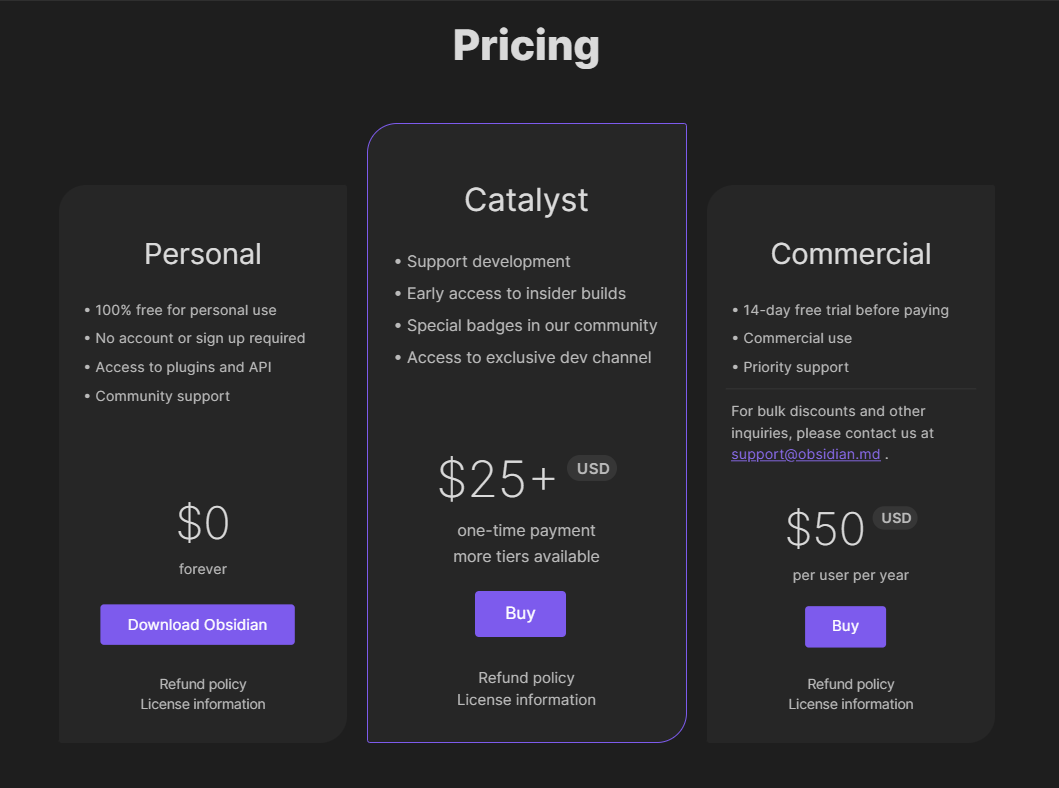 Pricing
Personal
• 100% free for personal use
• No account or sign up required
• Access to plugins and API
• Community support
$0
forever
Download Obsidian
Refund policy
License information
Catalyst
• Support development
• Early access to insider builds
• Special badges in our community
• Access to exclusive dev channel
$25+ USD
one-time payment
more tiers available
Buy
Refund policy
License information
Commercial
• 14-day free trial before paying
• Commercial use
• Priority support
For bulk discounts and other
inquiries, please contact us at
support@obsidian.md .
$50 USD
per user per year
Buy
Refund policy
License information